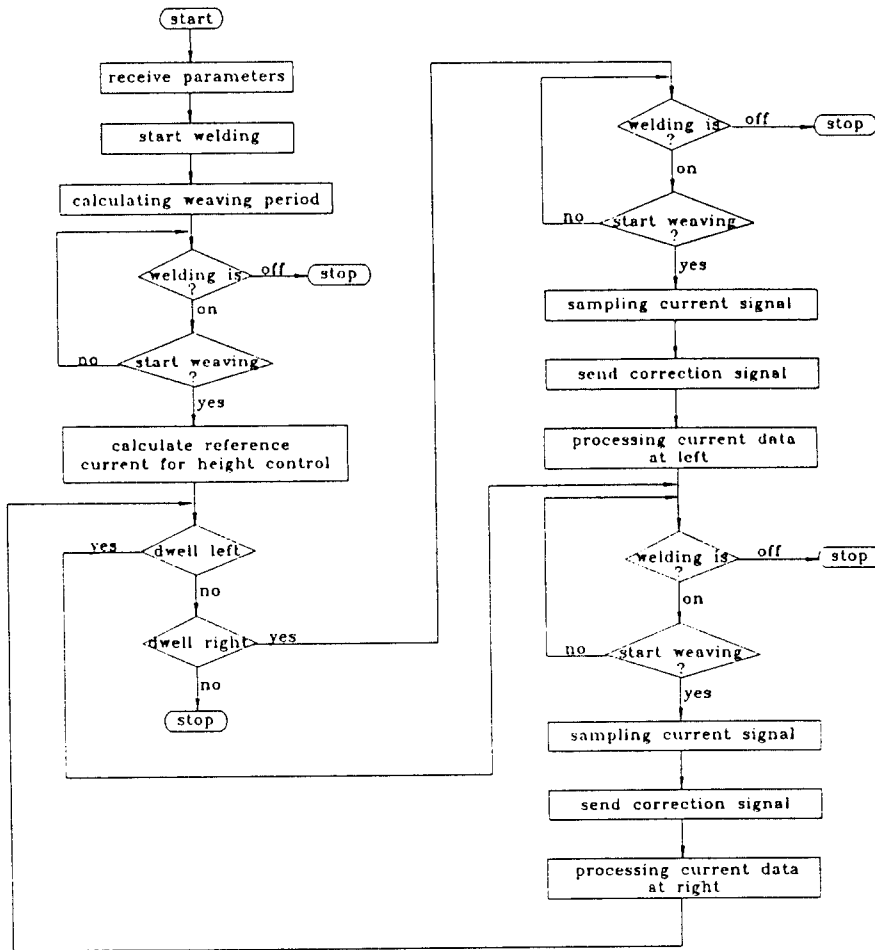 start
receive parameters
start welding
calculating weaving period
welding is
?
off
stop
on
start weaving
?
no
yes
calculate reference
current for height control
dwell left
yes
no
dwell right
yes
no
stop
welding is
?
off
stop
on
start weaving
?
no
yes
sampling current signal
send correction signal
processing current data
at left
welding is
?
off
stop
on
start weaving
?
no
yes
sampling current signal
send correction signal
processing current data
at right